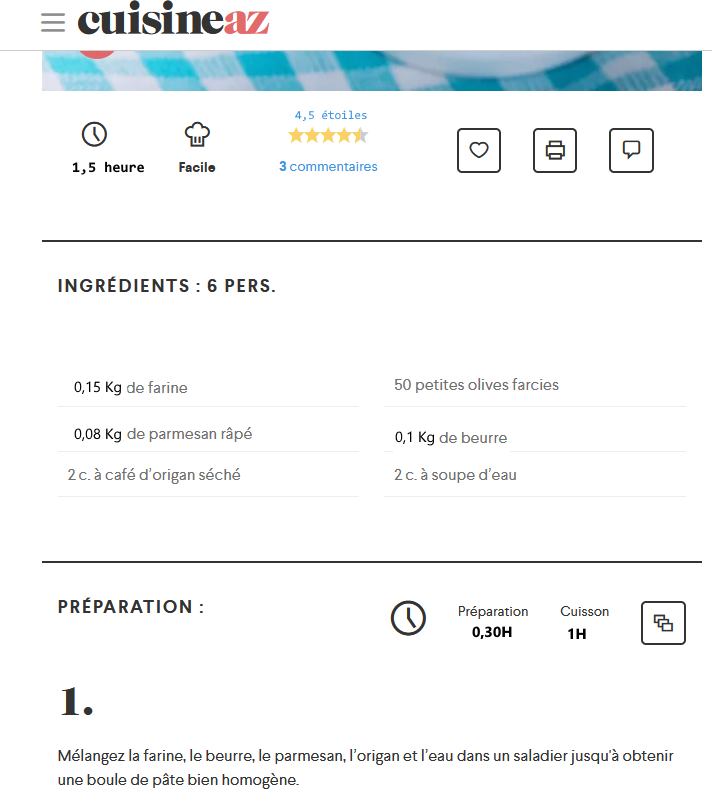 cuisineaz
4,5 étoiles
1,5 heure
Facile
3 commentaires
INGRÉDIENTS : 6 PERS.
0,15 Kg de farine
50 petites olives farcies
0,08 Kg de parmesan râpé
0,1 Kg de beurre
2 c. à café d'origan séché
2 c. à soupe d'eau
PRÉPARATION :
Préparation
0,30H
Cuisson
1H
1.
Mélangez la farine, le beurre, le parmesan, l'origan et l'eau dans un saladier jusqu'à obtenir
une boule de pâte bien homogène.